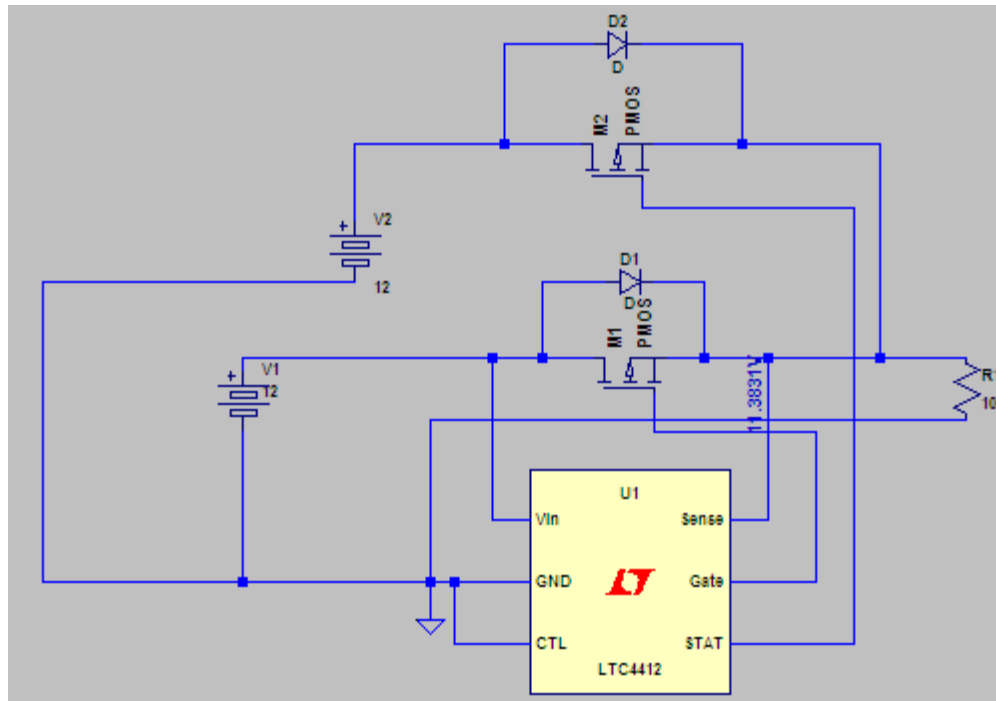 D2
D
M2
PMOS
+
V2
12
D1
D
M1
PMOS
+
V1
12
11.3831V
R1
10
U1
Vin
Sense
GND
Gate
CTL
STAT
LTC4412